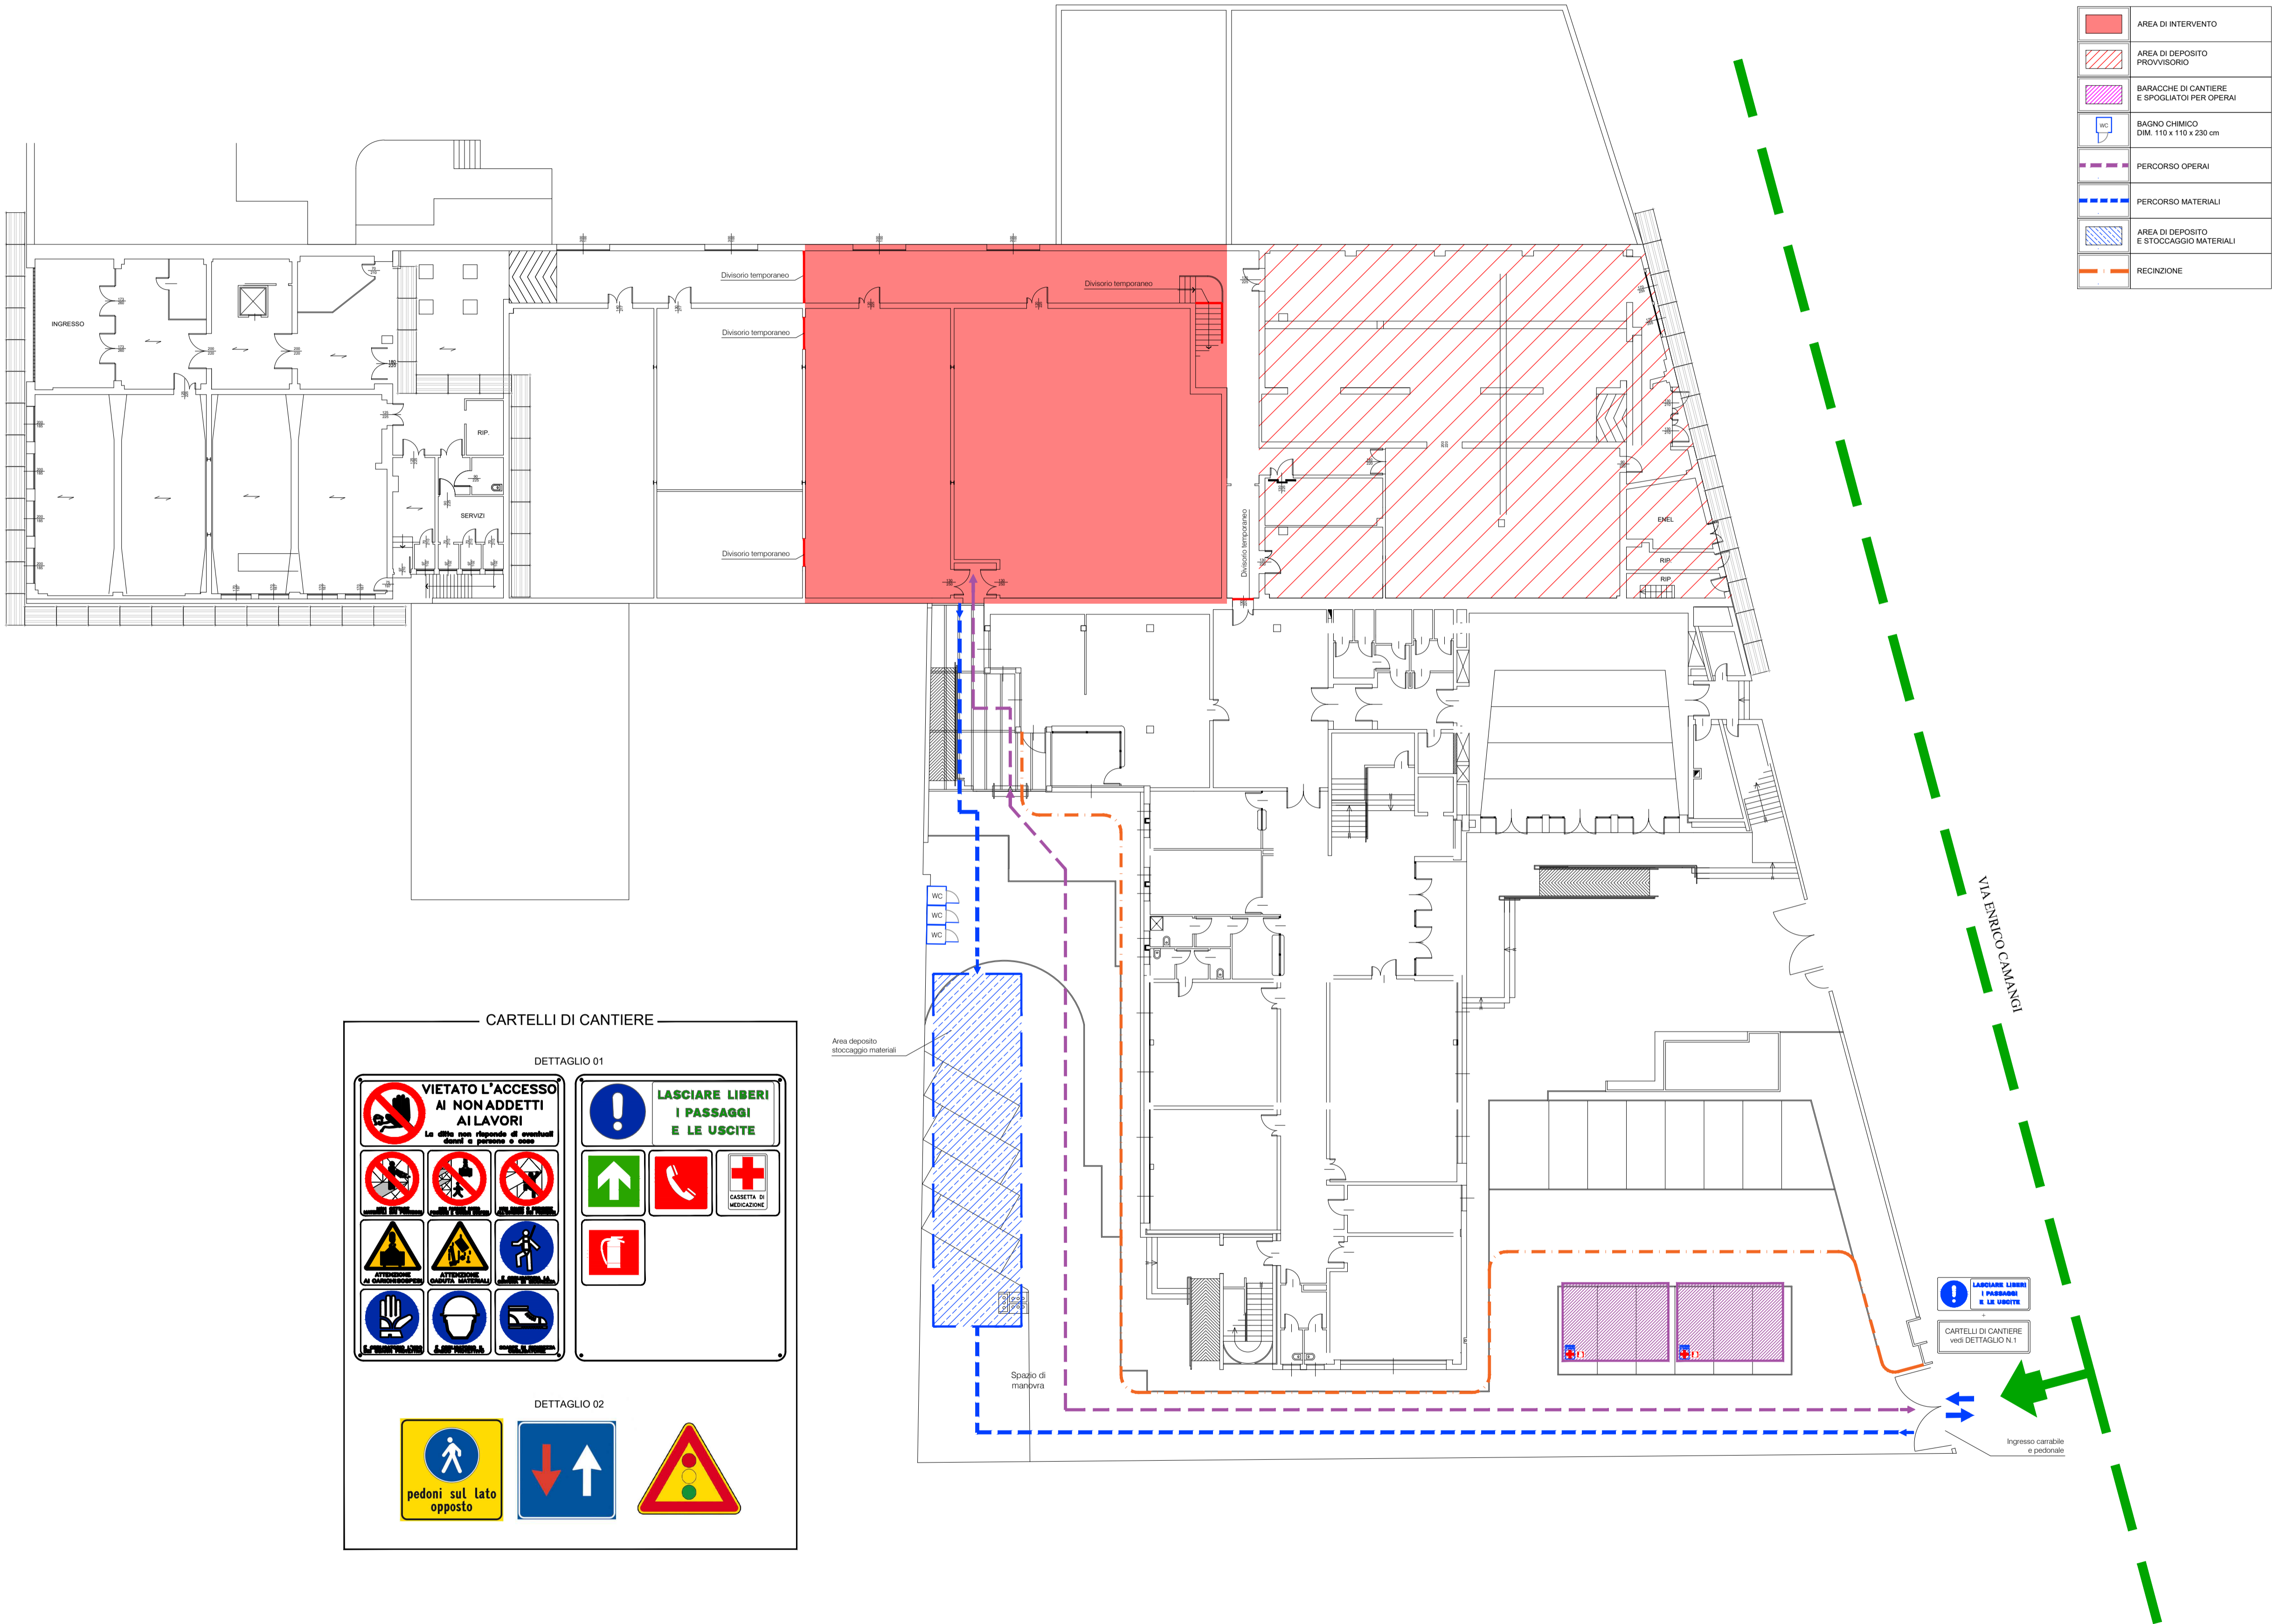 AREA DI INTERVENTO
AREA DI DEPOSITO
PROVVISORIO
BARACCHE DI CANTIERE
E SPOGLIATOI PER OPERAI
WC
BAGNO CHIMICO
DIM. 110 x 110 x 230 cm
PERCORSO OPERAI
PERCORSO MATERIALI
AREA DI DEPOSITO
E STOCCAGGIO MATERIALI
RECINZIONE
Divisorio temporaneo
Divisorio temporaneo
Divisorio temporaneo
Divisorio temporaneo
Divisorio temporaneo
INGRESSO
RIP.
SERVIZI
ENEL
RIP.
RIP.
VIA ENRICO CAMANGI
WC
WC
WC
Area deposito
stoccaggio materiali
Spazio di
manovra
LASCIARE LIBERI
I PASSAGGI
E LE USCITE
+
CARTELLI DI CANTIERE
vedi DETTAGLIO N.1
Ingresso carrabile
e pedonale
CARTELLI DI CANTIERE
DETTAGLIO 01
VIETATO L'ACCESSO
AI NON ADDETTI
AI LAVORI
La ditta non risponde di eventuali
danni a persone o cose
LASCIARE LIBERI
I PASSAGGI
E LE USCITE
CASSETTA DI
MEDICAZIONE
ATTENZIONE
AI CARICHI SOSPESI
ATTENZIONE
CADUTA MATERIALI
SCARPE DI SICUREZZA
OBBLIGATORIE
DETTAGLIO 02
pedoni sul lato
opposto